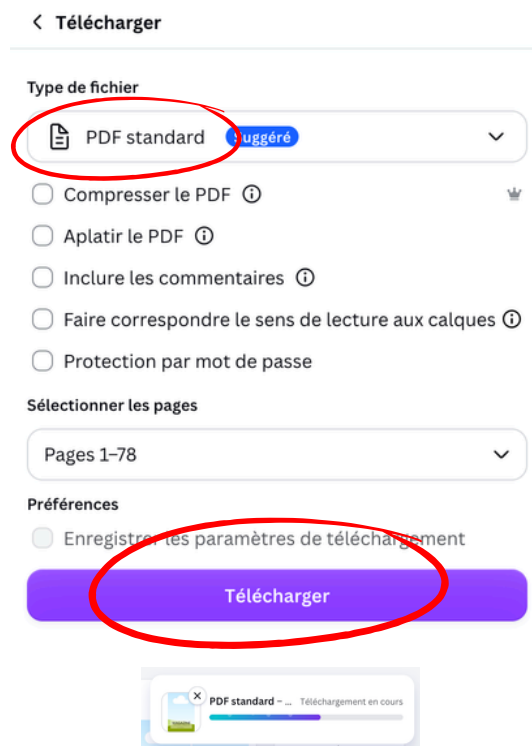 Télécharger
Type de fichier
PDF standard Suggéré
Compresser le PDF
Aplatir le PDF
Inclure les commentaires
Faire correspondre le sens de lecture aux calques
Protection par mot de passe
Sélectionner les pages
Pages 1–78
Préférences
Enregistrer les paramètres de téléchargement
Télécharger
PDF standard – ... Téléchargement en cours